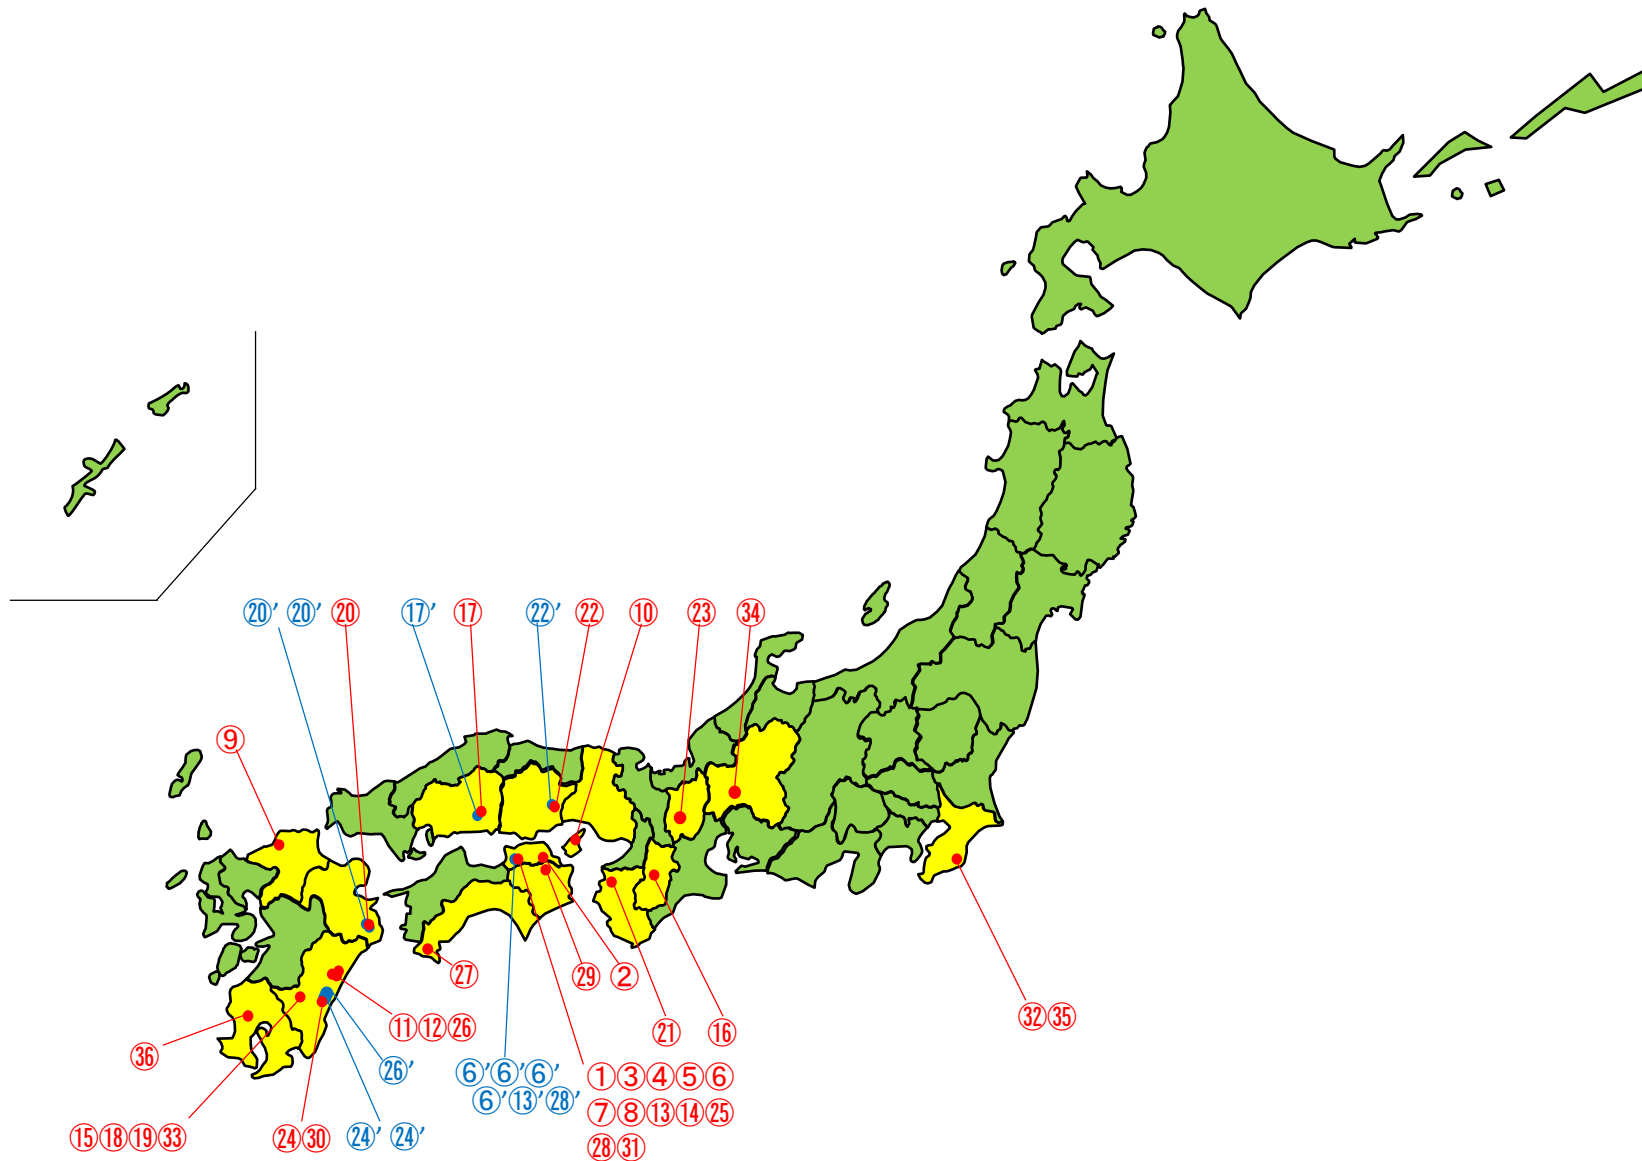 ⑳’ ⑳’ ⑳ ⑰’ ⑰ ㉒’ ㉒ ⑩ ㉓ ㉞
⑨
㉗ ㉙ ②
⑪⑫㉖ ㉑ ⑯ ㉜㉟
㊱
㉖’ ⑥’⑥’⑥’ ①③④⑤⑥
⑥’⑬’㉘’ ⑦⑧⑬⑭㉕
⑮⑱⑲㉝ ㉔㉚ ㉔’ ㉔’
㉘㉛